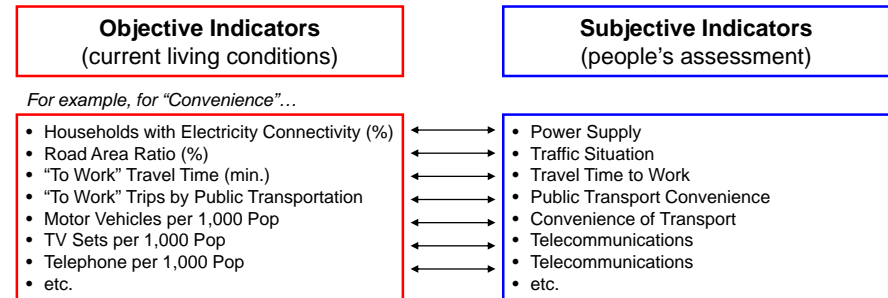 Objective Indicators
(current living conditions)
Subjective Indicators
(people's assessment)
For example, for “Convenience”…
• Households with Electricity Connectivity (%)
• Road Area Ratio (%)
• “To Work” Travel Time (min.)
• “To Work” Trips by Public Transportation
• Motor Vehicles per 1,000 Pop
• TV Sets per 1,000 Pop
• Telephone per 1,000 Pop
• etc.
• Power Supply
• Traffic Situation
• Travel Time to Work
• Public Transport Convenience
• Convenience of Transport
• Telecommunications
• Telecommunications
• etc.